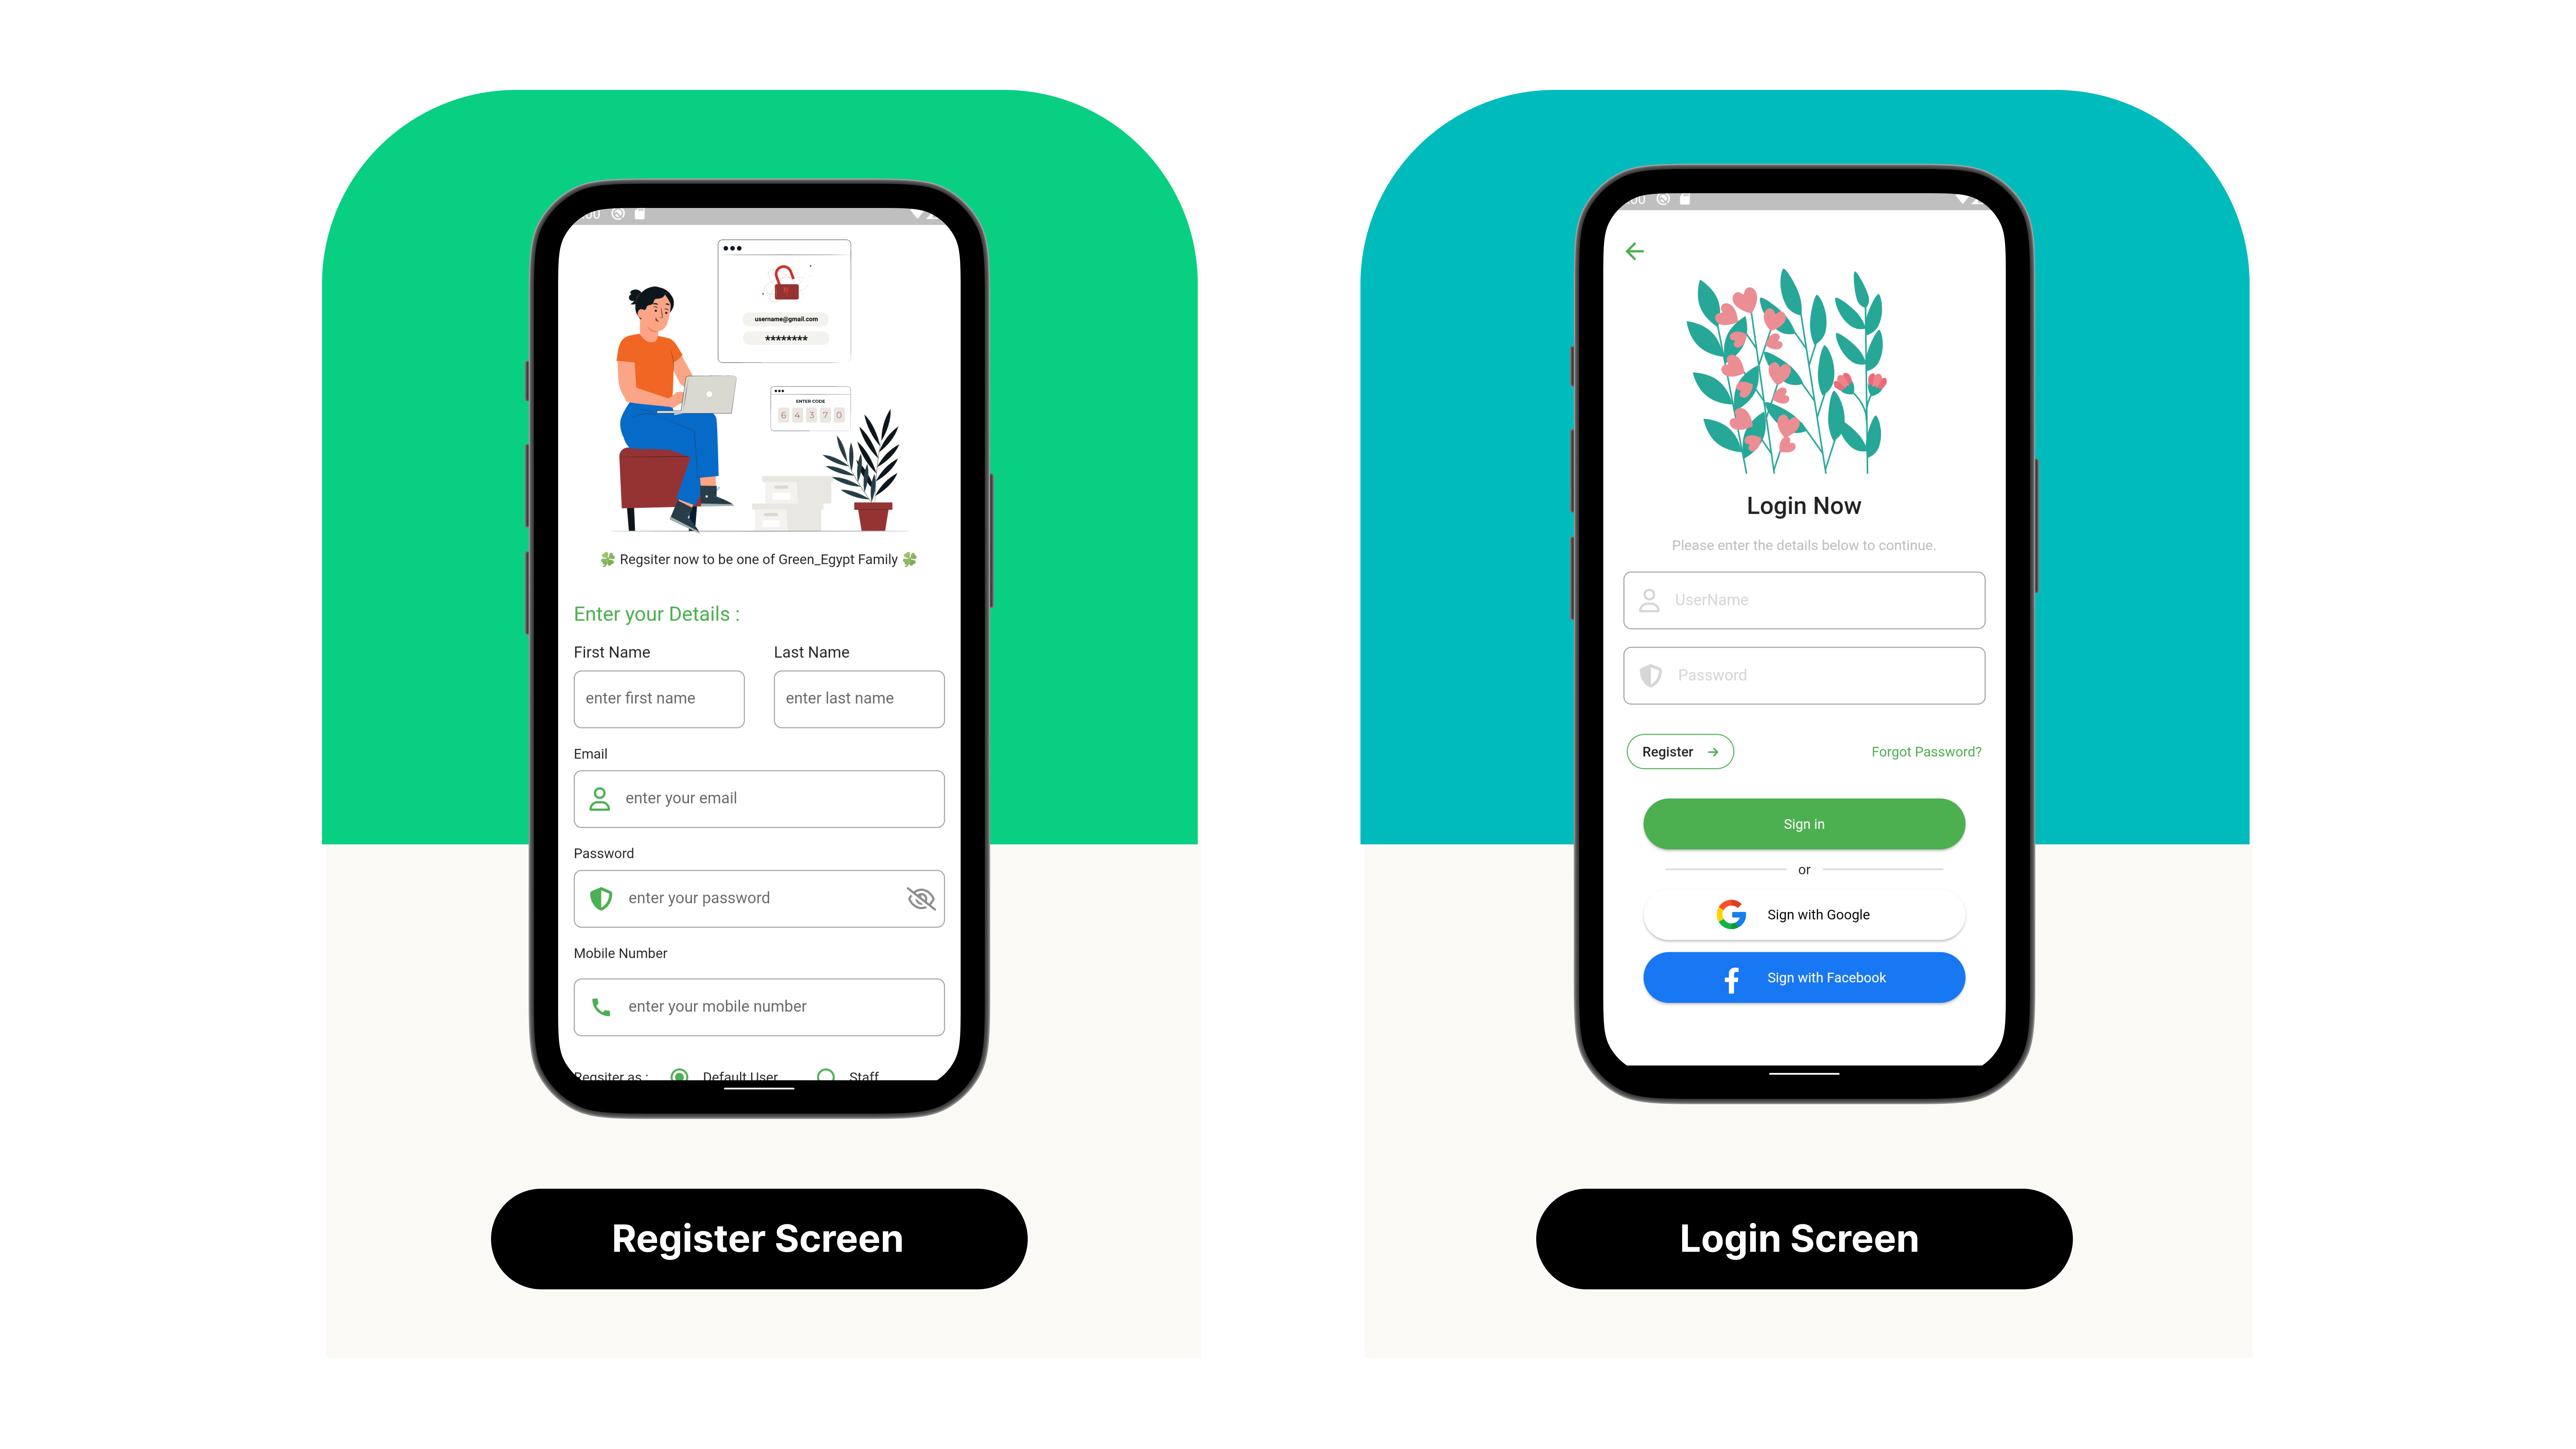 username@gmail.com
********
ENTER CODE
6 4 3 7 0
🍀 Regsiter now to be one of Green_Egypt Family 🍀
Enter your Details :
First Name Last Name
enter first name enter last name
Email
enter your email
Password
enter your password
Mobile Number
enter your mobile number
Regsiter as : Default User Staff
Register Screen
Login Now
Please enter the details below to continue.
UserName
Password
Register → Forgot Password?
Sign in
or
Sign with Google
Sign with Facebook
Login Screen